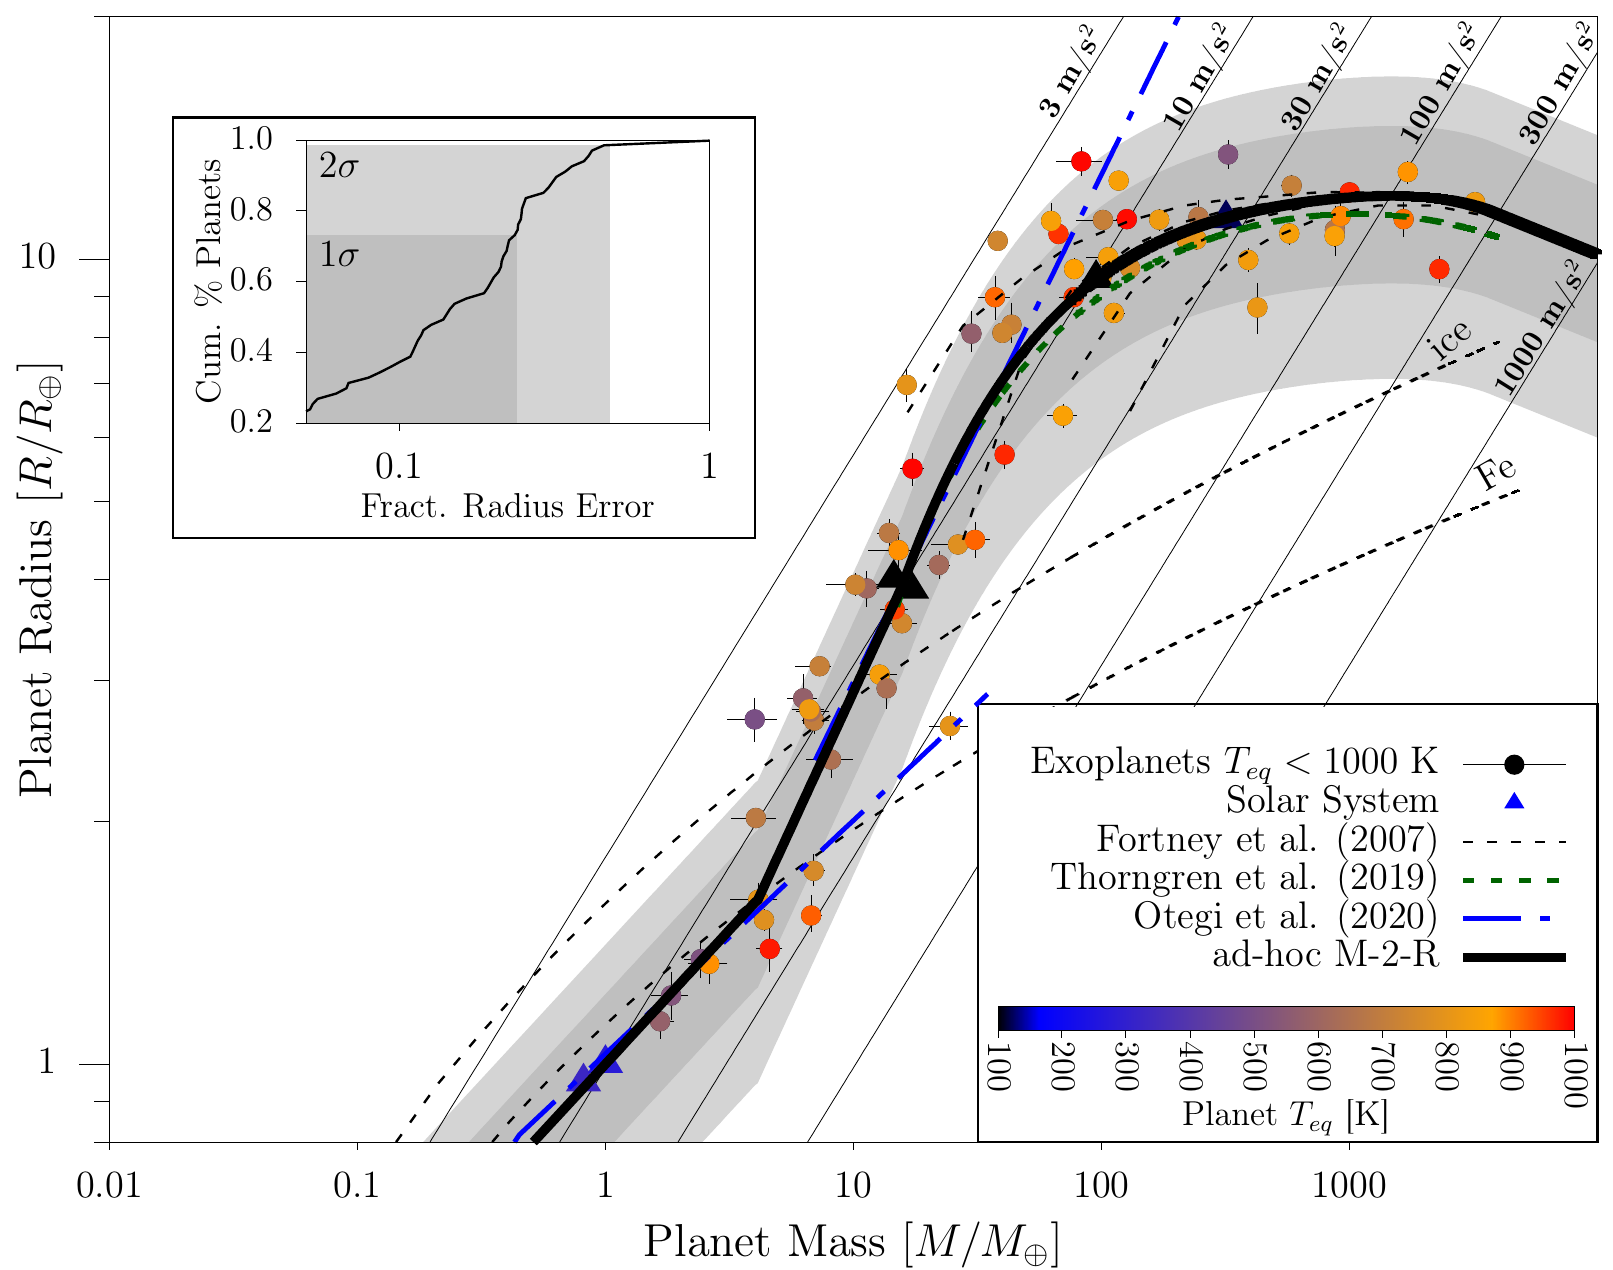 3 m/s²
10 m/s²
30 m/s²
100 m/s²
300 m/s²
1000 m/s²
ice
Fe
Planet Radius [R/R⊕]
10
1
Cum. % Planets
1.0
0.8
0.6
0.4
0.2
2σ
1σ
0.1
1
Fract. Radius Error
Exoplanets T_eq < 1000 K
Solar System
Fortney et al. (2007)
Thorngren et al. (2019)
Otegi et al. (2020)
ad-hoc M-2-R
100
200
300
400
500
600
700
800
900
1000
Planet T_eq [K]
0.01
0.1
1
10
100
1000
Planet Mass [M/M⊕]